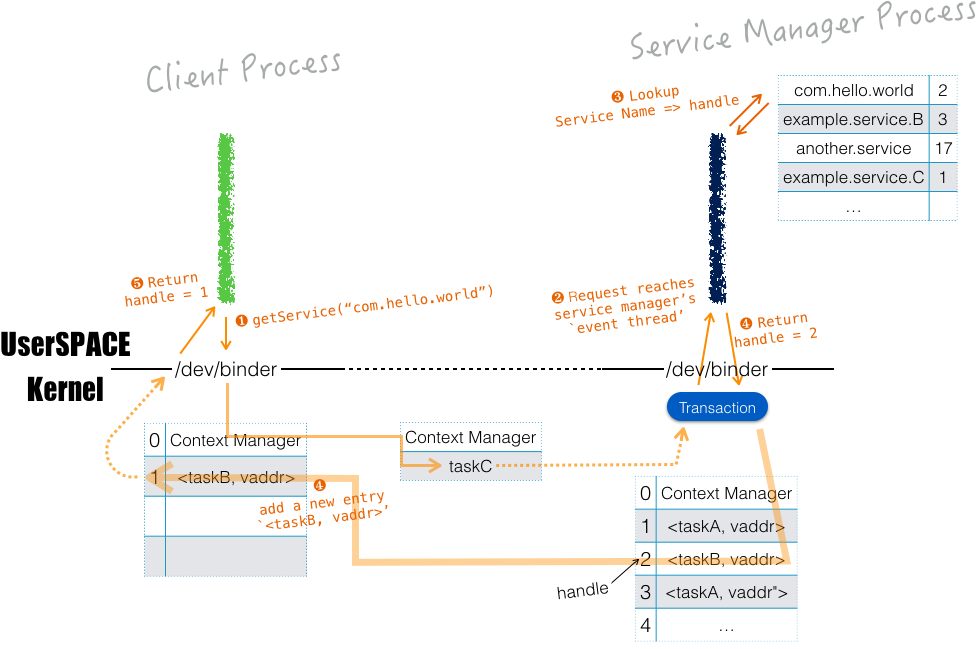 Client Process
Service Manager Process
❸ Lookup
Service Name => handle
com.hello.world 2
example.service.B 3
another.service 17
example.service.C 1
...
❺ Return
handle = 1
❶ getService(“com.hello.world”)
❷ Request reaches
service manager’s
`event thread’
❹ Return
handle = 2
UserSPACE
Kernel
/dev/binder
/dev/binder
Transaction
0 Context Manager
1 <taskB, vaddr>
❹
add a new entry
`<taskB, vaddr>’
Context Manager
taskC
0 Context Manager
1 <taskA, vaddr>
2 <taskB, vaddr>
3 <taskA, vaddr">
4 ...
handle